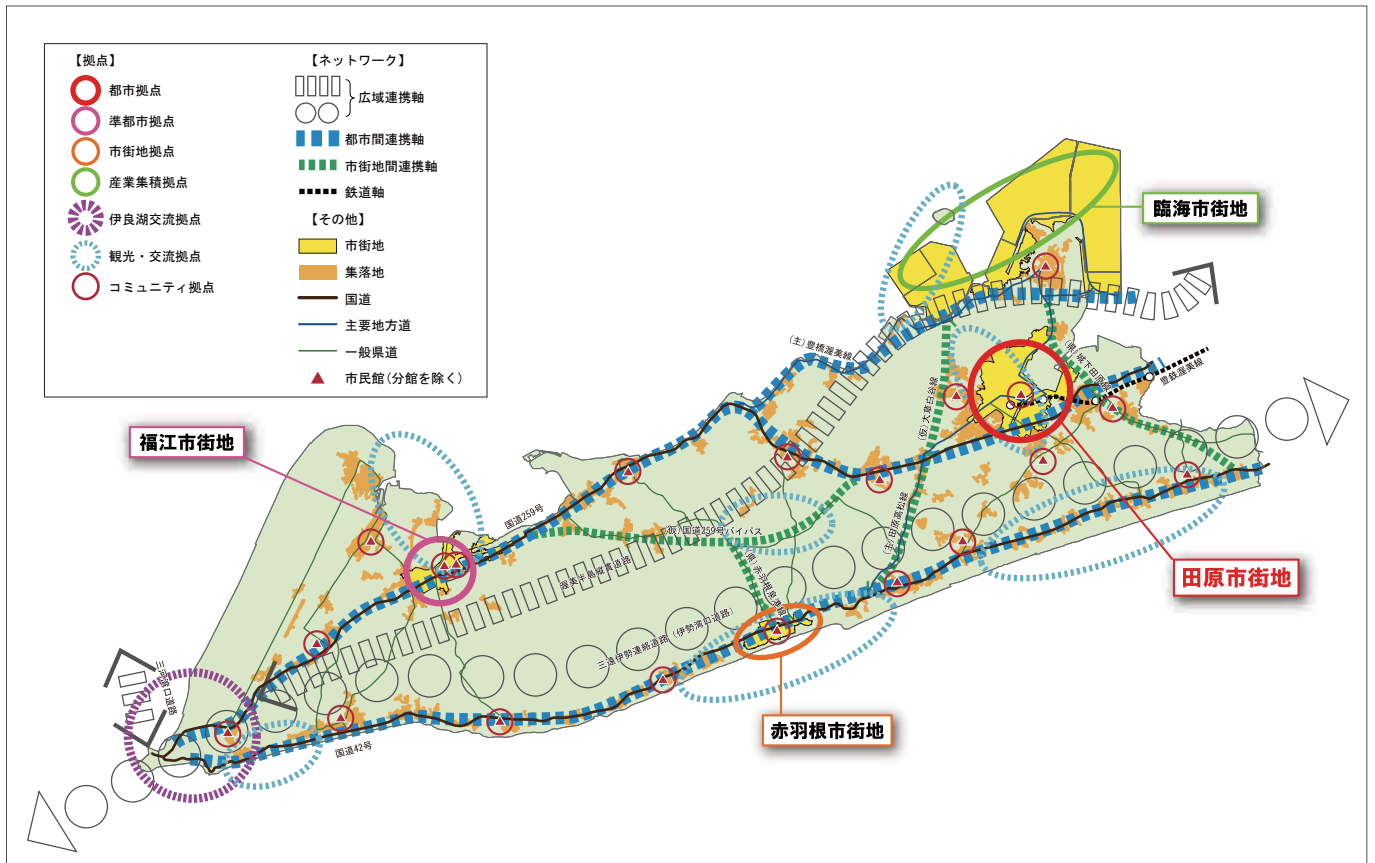 【拠点】
都市拠点
準都市拠点
市街地拠点
産業集積拠点
伊良湖交流拠点
観光・交流拠点
コミュニティ拠点
【ネットワーク】
広域連携軸
都市間連携軸
市街地間連携軸
鉄道軸
【その他】
市街地
集落地
国道
主要地方道
一般県道
市民館(分館を除く)
臨海市街地
(主)豊橋渥美線
(県)城下田原線
豊鉄渥美線
(仮)大草白谷線
福江市街地
国道259号
(仮)国道259号バイパス
(主)田原高松線
渥美半島縦貫道路
(県)赤羽根泉港線
田原市街地
三遠伊勢連絡道路(伊勢湾口道路)
三河湾口道路
赤羽根市街地
国道42号